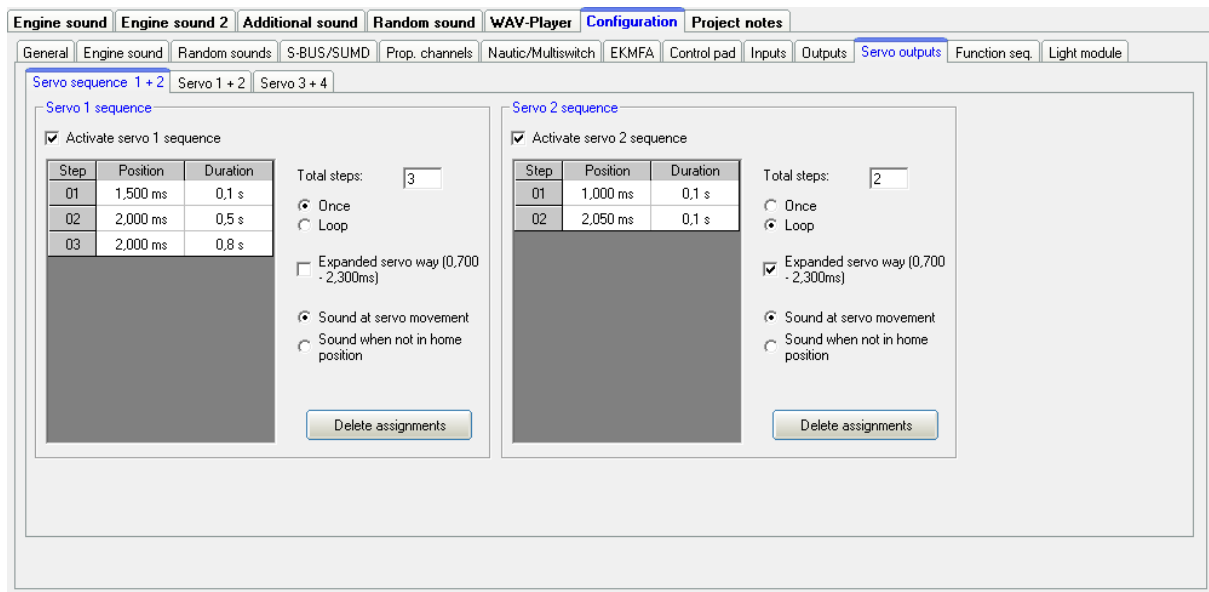 Engine sound Engine sound 2 Additional sound Random sound WAV-Player Configuration Project notes
General Engine sound Random sounds S-BUS/SUMD Prop. channels Nautic/Multiswitch EKMFA Control pad Inputs Outputs Servo outputs Function seq. Light module
Servo sequence 1 + 2 Servo 1 + 2 Servo 3 + 4
Servo 1 sequence
Activate servo 1 sequence
Step Position Duration
01 1,500 ms 0,1 s
02 2,000 ms 0,5 s
03 2,000 ms 0,8 s
Total steps: 3
Once
Loop
Expanded servo way (0,700
- 2,300ms)
Sound at servo movement
Sound when not in home
position
Delete assignments
Servo 2 sequence
Activate servo 2 sequence
Step Position Duration
01 1,000 ms 0,1 s
02 2,050 ms 0,1 s
Total steps: 2
Once
Loop
Expanded servo way (0,700
- 2,300ms)
Sound at servo movement
Sound when not in home
position
Delete assignments